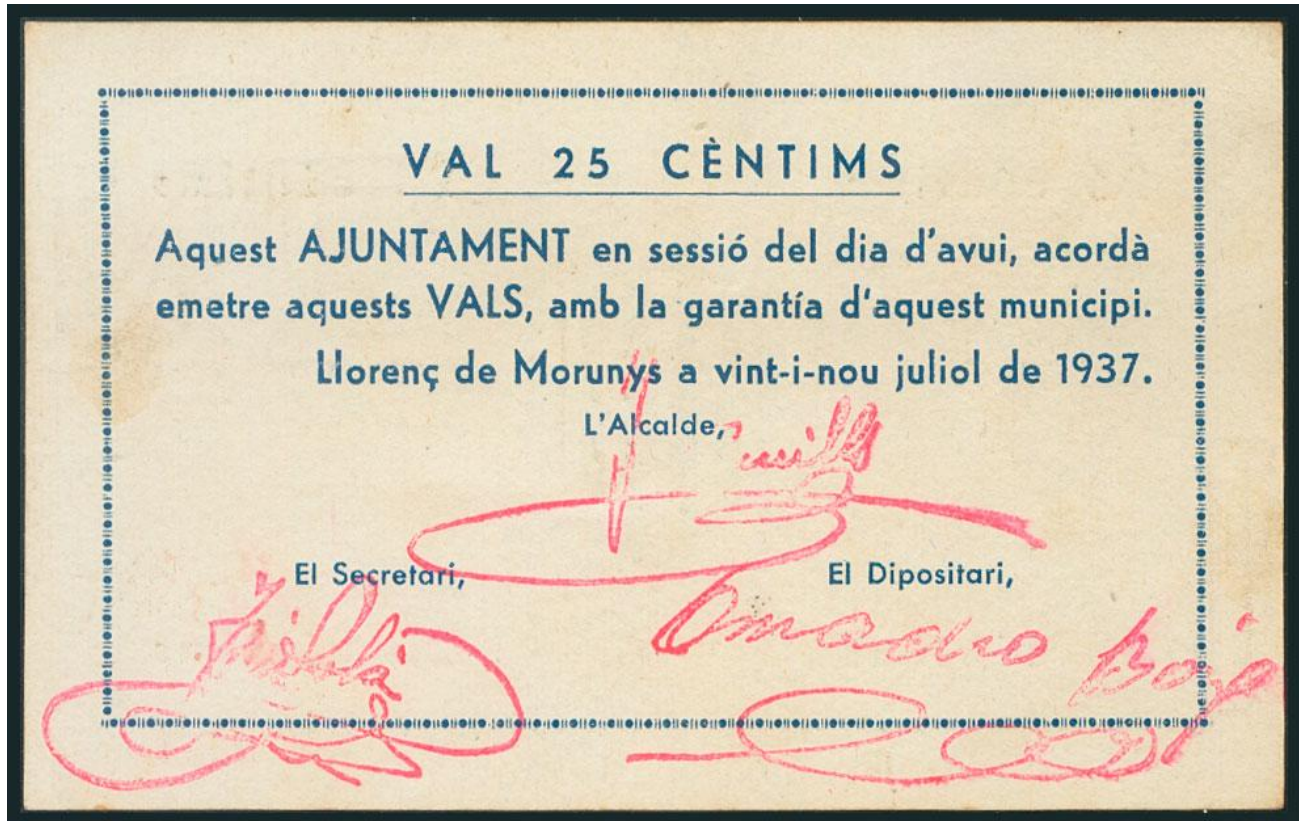 VAL 25 CÈNTIMS
Aquest AJUNTAMENT en sessió del dia d'avui, acordà
emetre aquests VALS, amb la garantía d'aquest municipi.
Llorenç de Morunys a vint-i-nou juliol de 1937.
L'Alcalde,
El Secretari,
El Dipositari,